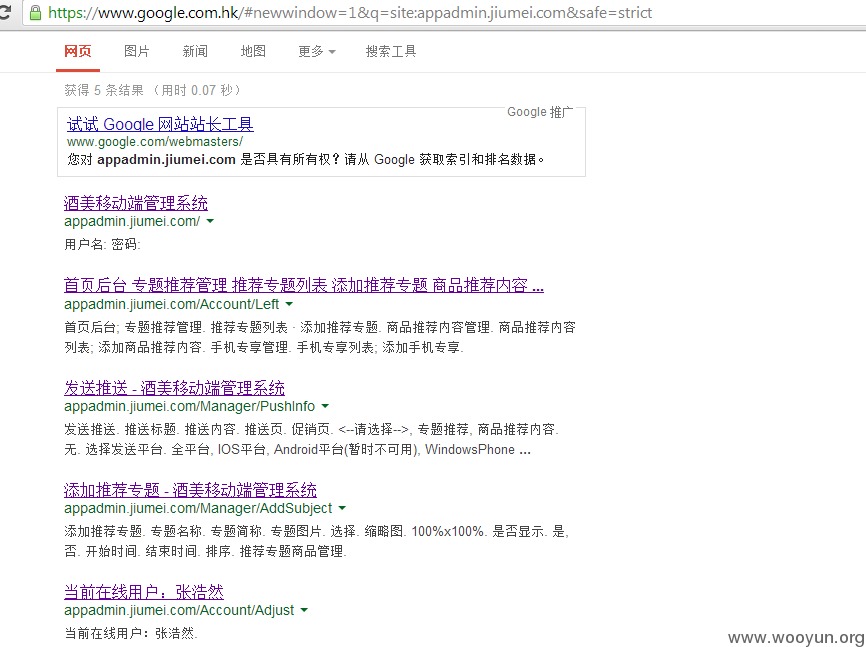 https://www.google.com.hk/#newwindow=1&q=site:appadmin.jiumei.com&safe=strict
网页 图片 新闻 地图 更多 搜索工具
获得 5 条结果 （用时 0.07 秒）
Google 推广
试试 Google 网站站长工具
www.google.com/webmasters/
您对 appadmin.jiumei.com 是否具有所有权？请从 Google 获取索引和排名数据。
酒美移动端管理系统
appadmin.jiumei.com/
用户名: 密码:
首页后台 专题推荐管理 推荐专题列表 添加推荐专题 商品推荐内容 ...
appadmin.jiumei.com/Account/Left
首页后台; 专题推荐管理. 推荐专题列表 · 添加推荐专题. 商品推荐内容管理. 商品推荐内容
列表; 添加商品推荐内容. 手机专享管理. 手机专享列表; 添加手机专享.
发送推送 - 酒美移动端管理系统
appadmin.jiumei.com/Manager/PushInfo
发送推送. 推送标题. 推送内容. 推送页. 促销页. <--请选择-->, 专题推荐, 商品推荐内容.
无. 选择发送平台. 全平台, IOS平台, Android平台(暂时不可用), WindowsPhone ...
添加推荐专题 - 酒美移动端管理系统
appadmin.jiumei.com/Manager/AddSubject
添加推荐专题. 专题名称. 专题简称. 专题图片. 选择. 缩略图. 100%x100%. 是否显示. 是,
否. 开始时间. 结束时间. 排序. 推荐专题商品管理.
当前在线用户：张浩然
appadmin.jiumei.com/Account/Adjust
当前在线用户：张浩然.
www.wooyun.org